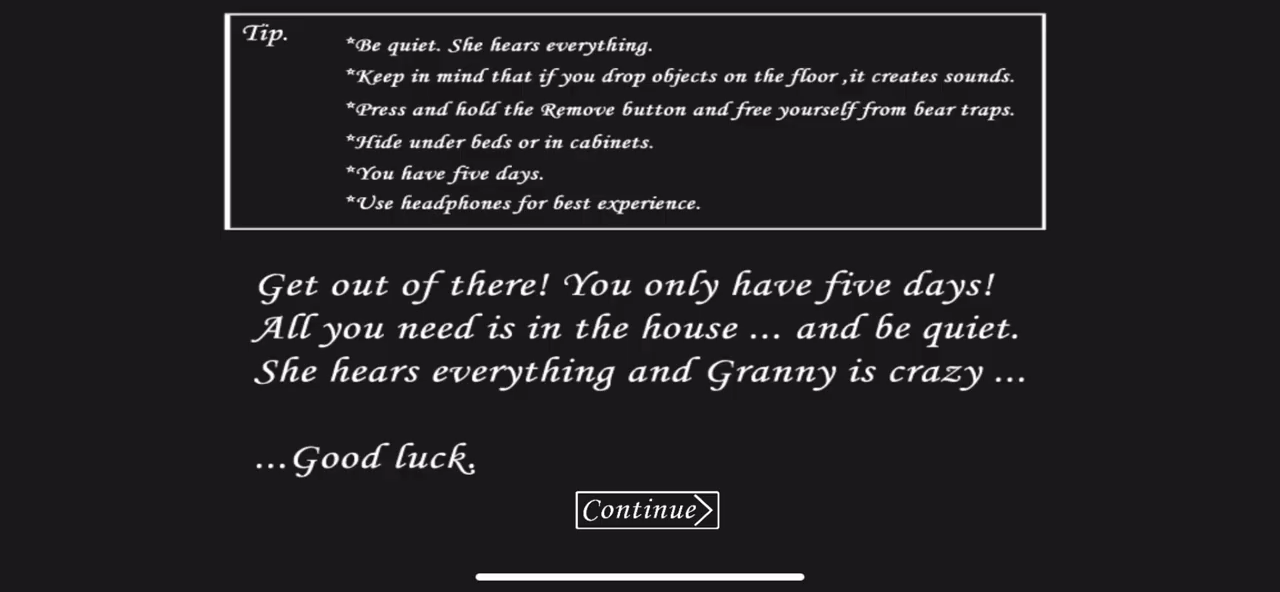 Tip.
*Be quiet. She hears everything.
*Keep in mind that if you drop objects on the floor ,it creates sounds.
*Press and hold the Remove button and free yourself from bear traps.
*Hide under beds or in cabinets.
*You have five days.
*Use headphones for best experience.
Get out of there! You only have five days!
All you need is in the house ... and be quiet.
She hears everything and Granny is crazy ...
...Good luck.
Continue